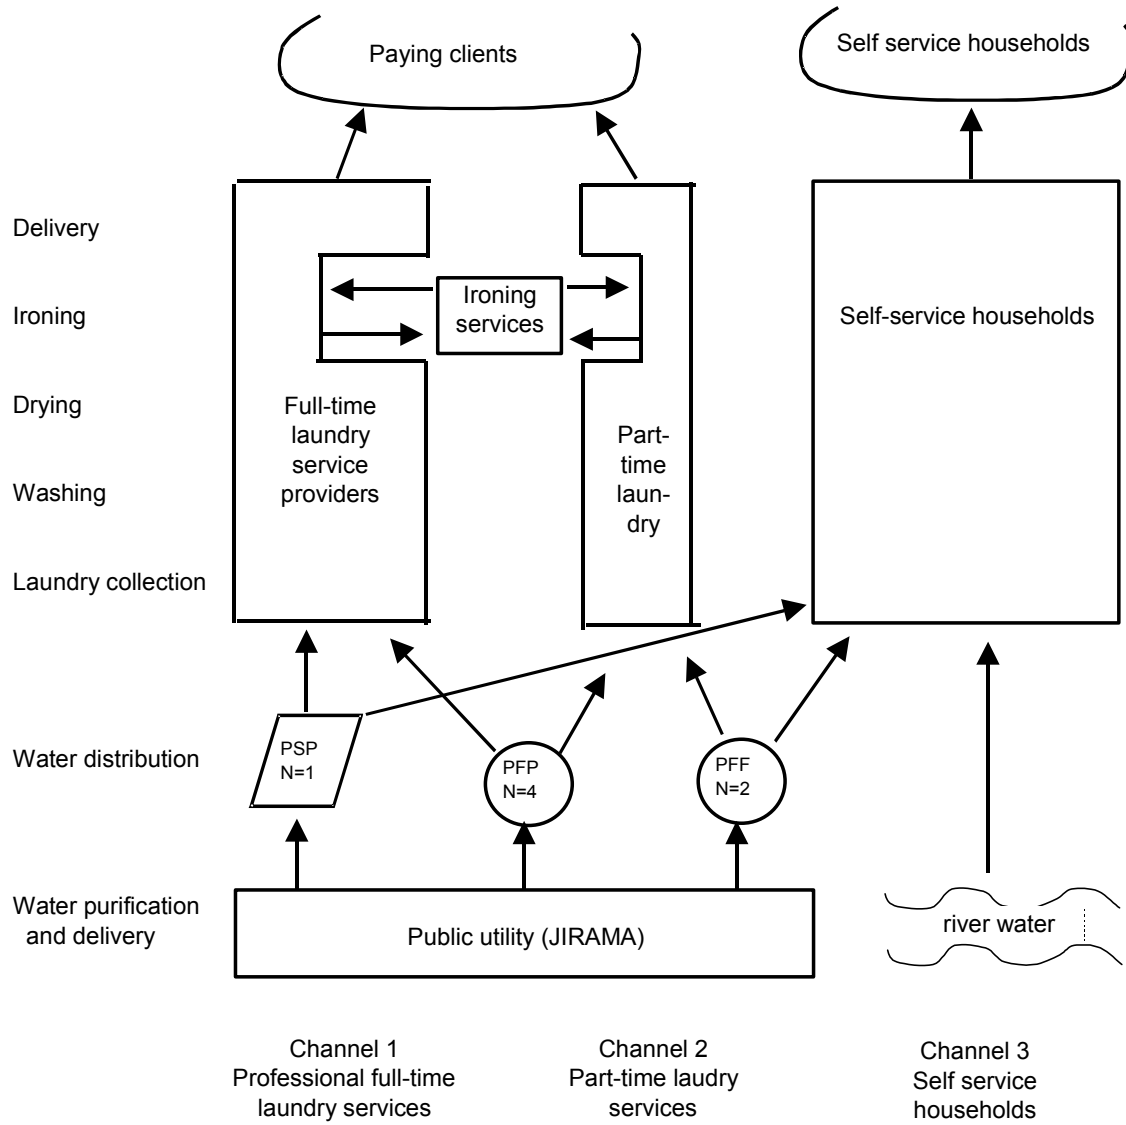 Paying clients
Self service households
Delivery
Ironing
services
Ironing
Self-service households
Drying
Full-time
laundry
service
providers
Part-
time
laun-
dry
Washing
Laundry collection
Water distribution
PSP
N=1
PFP
N=4
PFF
N=2
Water purification
and delivery
Public utility (JIRAMA)
river water
Channel 1
Professional full-time
laundry services
Channel 2
Part-time laudry
services
Channel 3
Self service
households